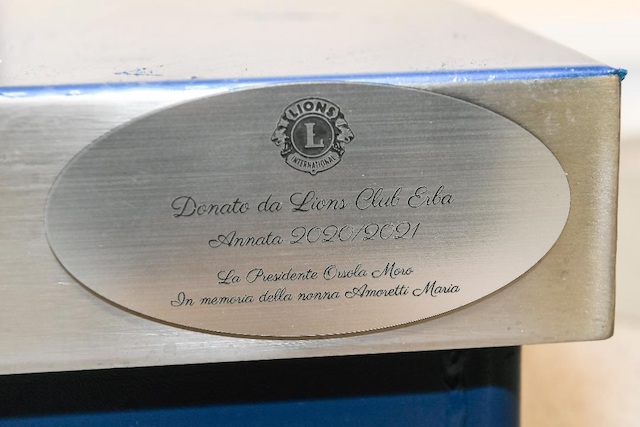 LIONS
L
INTERNATIONAL
Donato da Lions Club Erba
Annata 2020/2021
La Presidente Orsola Moro
In memoria della nonna Amoretti Maria